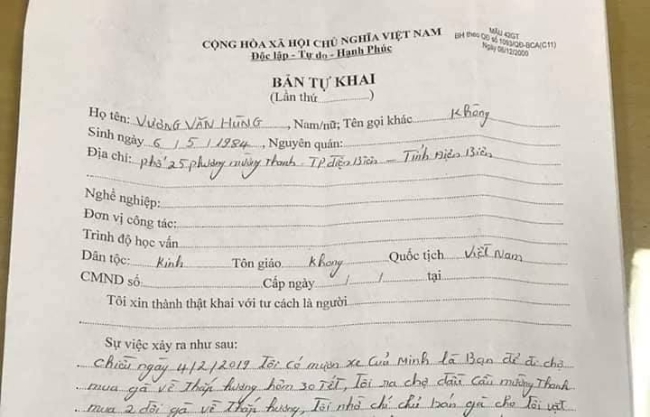 CỘNG HÒA XÃ HỘI CHỦ NGHĨA VIỆT NAM
Độc lập - Tự do - Hạnh Phúc
MẪU 42GT
BH theo QĐ số 1093/QĐ-BCA(C11)
Ngày 06/12/2000
BẢN TỰ KHAI
(Lần thứ ........)
Họ tên: VƯƠNG VĂN HÙNG, Nam/nữ; Tên gọi khác Không
Sinh ngày 6/5/1984, Nguyên quán:
Địa chỉ: phố 25 phường mường thanh - TP điện Biên - Tỉnh Điện Biên
Nghề nghiệp:
Đơn vị công tác:
Trình độ học vấn
Dân tộc: Kinh Tôn giáo Không Quốc tịch Việt Nam
CMND số Cấp ngày / / tại
Tôi xin thành thật khai với tư cách là người
Sự việc xảy ra như sau:
chiều ngày 4/2/2019 Tôi có mượn xe Của Minh là Bạn để đi chợ
mua gà về Thắp hương hôm 30 TẾT, Tôi ra chợ đầu Cầu mường Thanh
mua 2 đôi gà về Thắp hương, Tôi nhờ chị chủ bán gà cho Tôi vặt